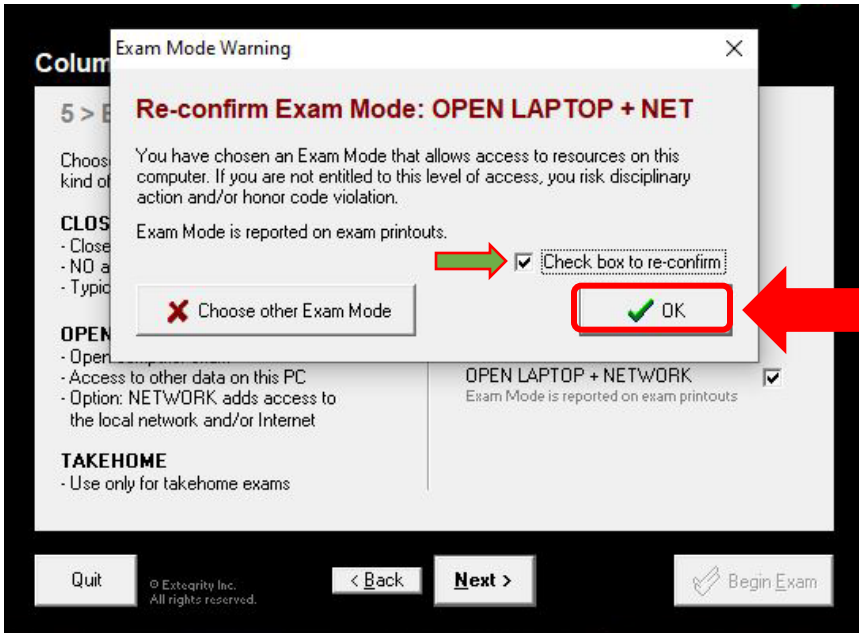 Exam Mode Warning
Colum
5 > E
Re-confirm Exam Mode: OPEN LAPTOP + NET
Choos
kind of
You have chosen an Exam Mode that allows access to resources on this
computer. If you are not entitled to this level of access, you risk disciplinary
action and/or honor code violation.
Exam Mode is reported on exam printouts.
CLOS
- Close
- NO a
- Typic
Check box to re-confirm
Choose other Exam Mode
OK
OPEN
- Open
- Access to other data on this PC
- Option: NETWORK adds access to
the local network and/or Internet
OPEN LAPTOP + NETWORK
Exam Mode is reported on exam printouts
TAKEHOME
- Use only for takehome exams
Quit
© Extegrity Inc.
All rights reserved.
< Back
Next >
Begin Exam